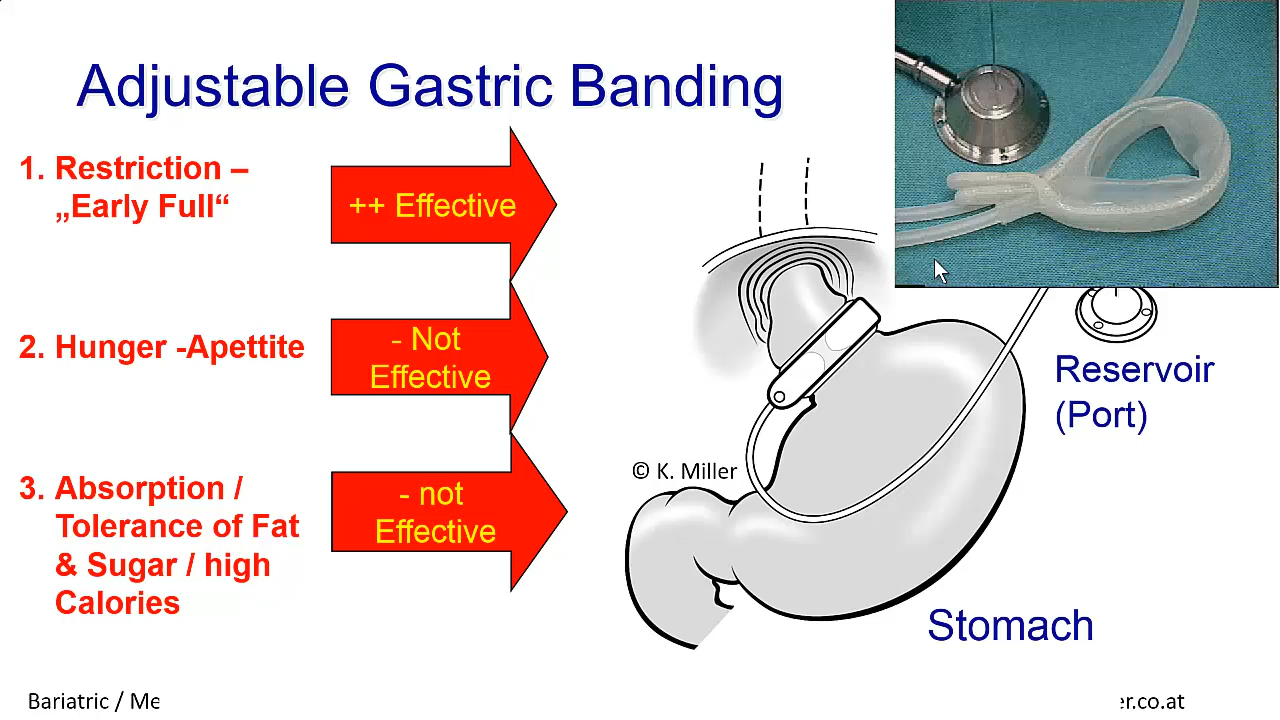 Adjustable Gastric Banding
1. Restriction –
„Early Full“
++ Effective
2. Hunger -Apettite
- Not
Effective
3. Absorption /
Tolerance of Fat
& Sugar / high
Calories
- not
Effective
© K. Miller
Reservoir
(Port)
Stomach
Bariatric / Me
er.co.at